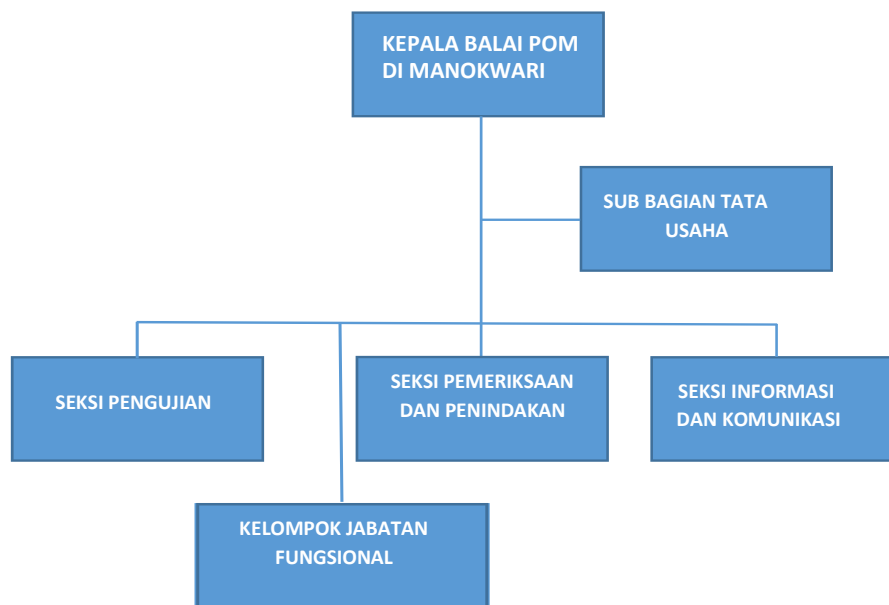 KEPALA BALAI POM
DI MANOKWARI
SUB BAGIAN TATA
USAHA
SEKSI PENGUJIAN
SEKSI PEMERIKSAAN
DAN PENINDAKAN
SEKSI INFORMASI
DAN KOMUNIKASI
KELOMPOK JABATAN
FUNGSIONAL